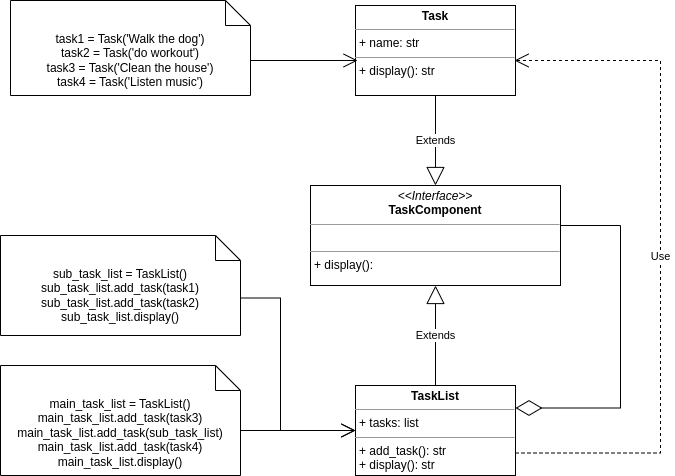 task1 = Task('Walk the dog')
task2 = Task('do workout')
task3 = Task('Clean the house')
task4 = Task('Listen music')
Task
+ name: str
+ display(): str
Extends
<<Interface>>
TaskComponent
+ display():
Use
sub_task_list = TaskList()
sub_task_list.add_task(task1)
sub_task_list.add_task(task2)
sub_task_list.display()
Extends
main_task_list = TaskList()
main_task_list.add_task(task3)
main_task_list.add_task(sub_task_list)
main_task_list.add_task(task4)
main_task_list.display()
TaskList
+ tasks: list
+ add_task(): str
+ display(): str